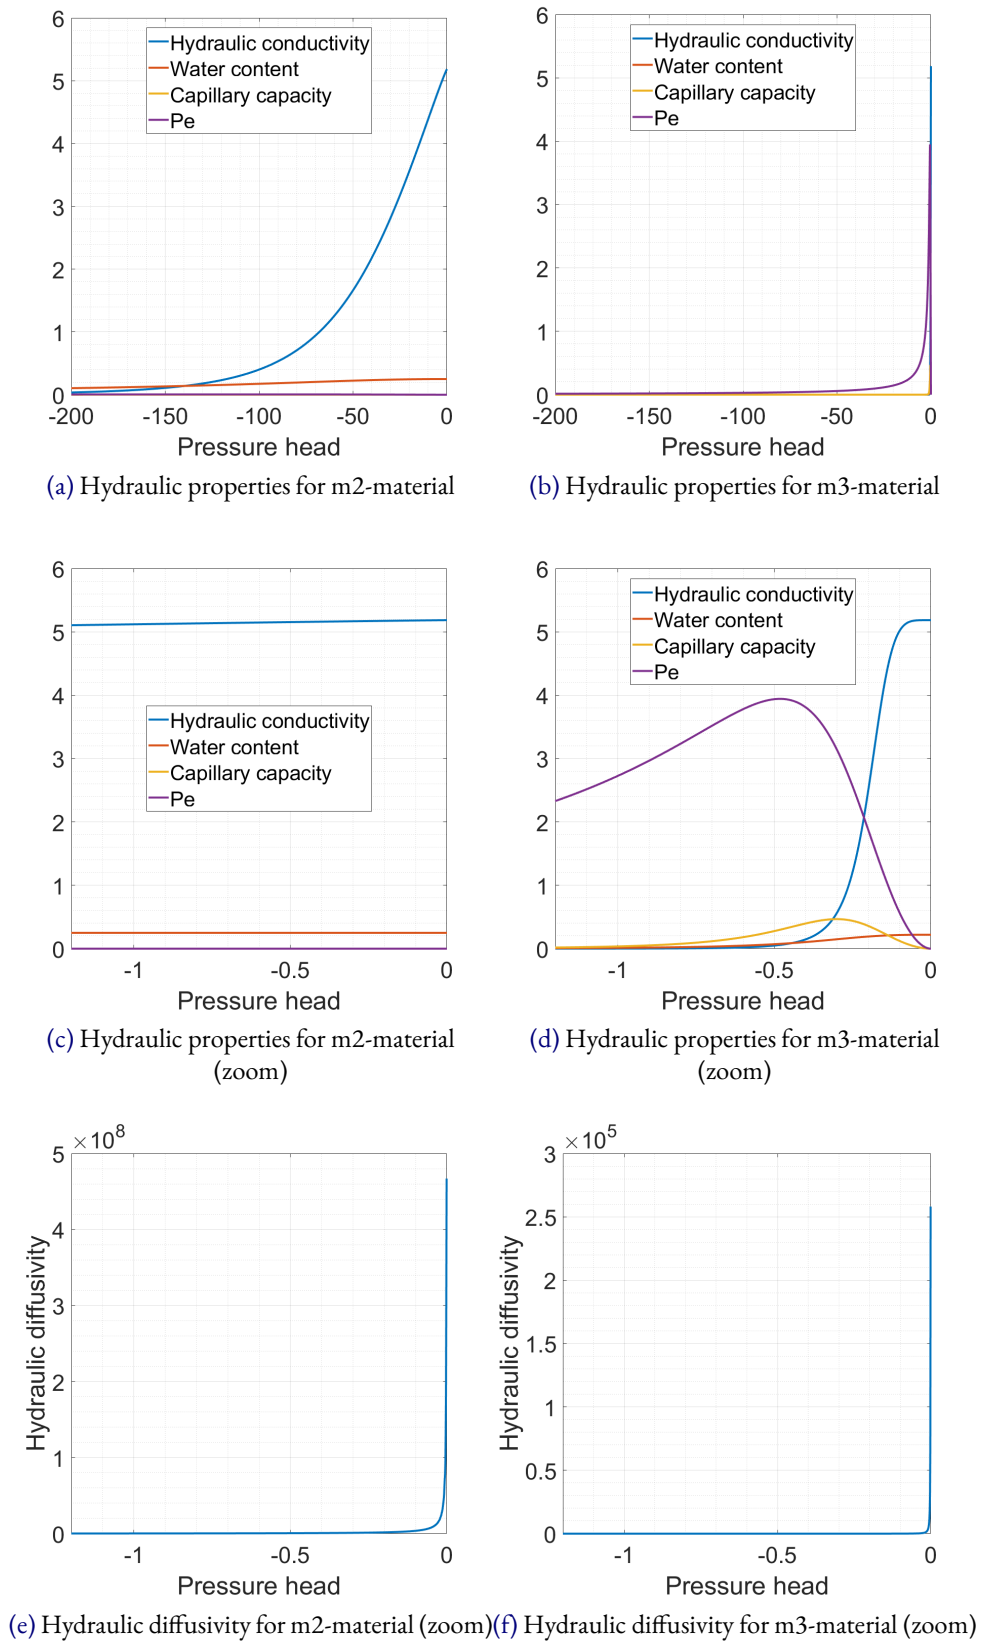 6
5
4
3
2
1
0
Hydraulic conductivity
Water content
Capillary capacity
Pe
-200 -150 -100 -50 0
Pressure head
(a) Hydraulic properties for m2-material
6
5
4
3
2
1
0
Hydraulic conductivity
Water content
Capillary capacity
Pe
-200 -150 -100 -50 0
Pressure head
(b) Hydraulic properties for m3-material
6
5
4
3
2
1
0
Hydraulic conductivity
Water content
Capillary capacity
Pe
-1 -0.5 0
Pressure head
(c) Hydraulic properties for m2-material
(zoom)
6
5
4
3
2
1
0
Hydraulic conductivity
Water content
Capillary capacity
Pe
-1 -0.5 0
Pressure head
(d) Hydraulic properties for m3-material
(zoom)
×10^8
5
4
3
2
1
0
Hydraulic diffusivity
-1 -0.5 0
Pressure head
(e) Hydraulic diffusivity for m2-material (zoom)
×10^5
3
2.5
2
1.5
1
0.5
0
Hydraulic diffusivity
-1 -0.5 0
Pressure head
(f) Hydraulic diffusivity for m3-material (zoom)